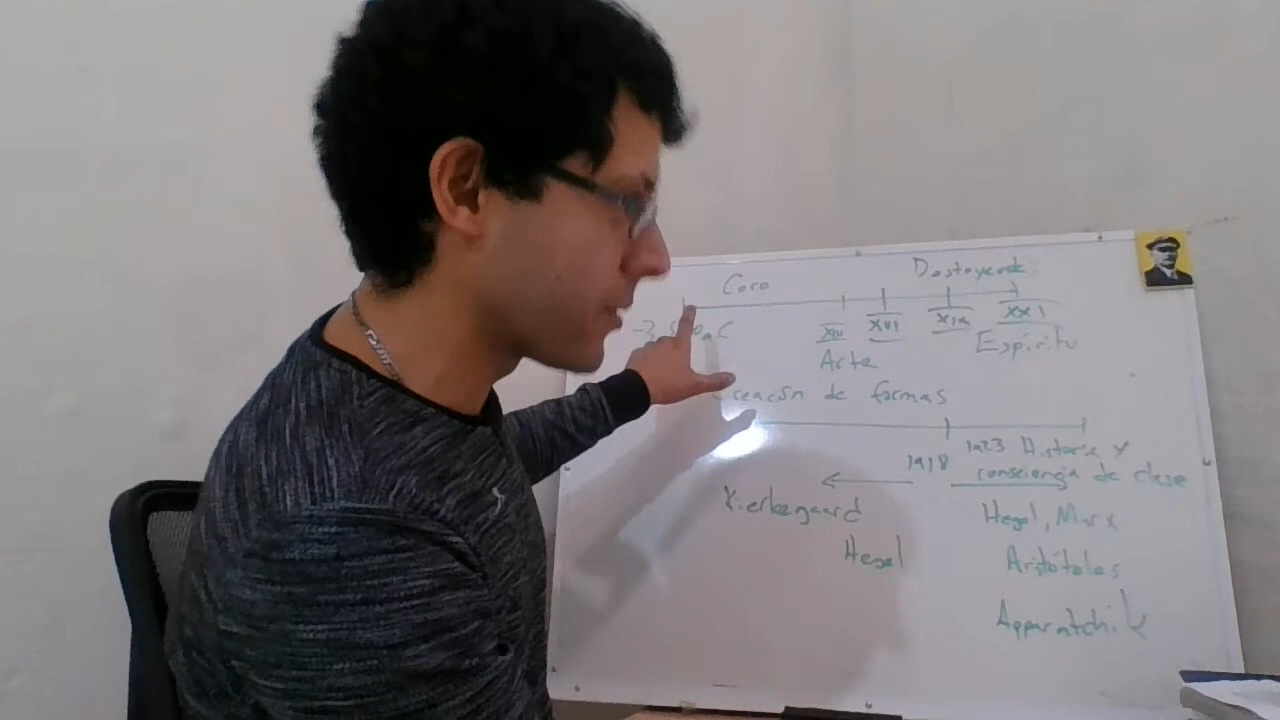 Coro
Dostoyevsk
XIV XVI XIX XXI
Arte
Espíritu
creación de formas
1918
1923 Historia y
consciencia de clase
Kierkegaard
Hegel, Marx
Hegel
Aristóteles
Apparatchik